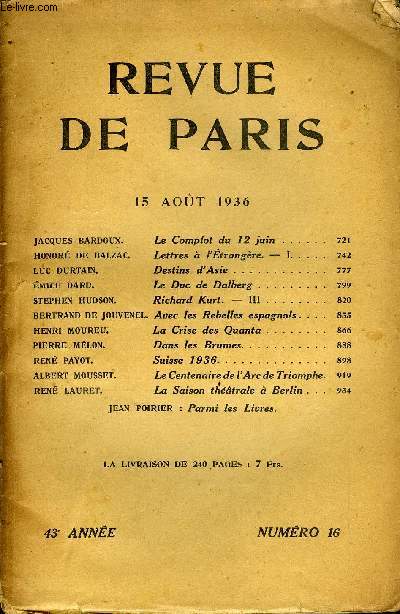 Le-livre.com
REVUE
DE PARIS
15 AOÛT 1936
JACQUES BARDOUX. Le Complot du 12 juin . . . . . . 721
HONORÉ DE BALZAC. Lettres à l'Étrangère. — I. . . . . 742
LUC DURTAIN. Destins d'Asie . . . . . . . . 777
ÉMILE DARD. Le Duc de Dalberg . . . . . . 799
STEPHEN HUDSON. Richard Kurt. — III . . . . . . 820
BERTRAND DE JOUVENEL. Avec les Rebelles espagnols . . . . 855
HENRI MOUREU. La Crise des Quanta . . . . . . 866
PIERRE MÉLON. Dans les Brumes. . . . . . . . 888
RENÉ PAYOT. Suisse 1936. . . . . . . . . . 898
ALBERT MOUSSET. Le Centenaire de l'Arc de Triomphe. 919
RENÉ LAURET. La Saison théâtrale à Berlin . . . 934
JEAN POIRIER : Parmi les Livres.
LA LIVRAISON DE 240 PAGES : 7 Frs.
43e ANNÉE NUMÉRO 16